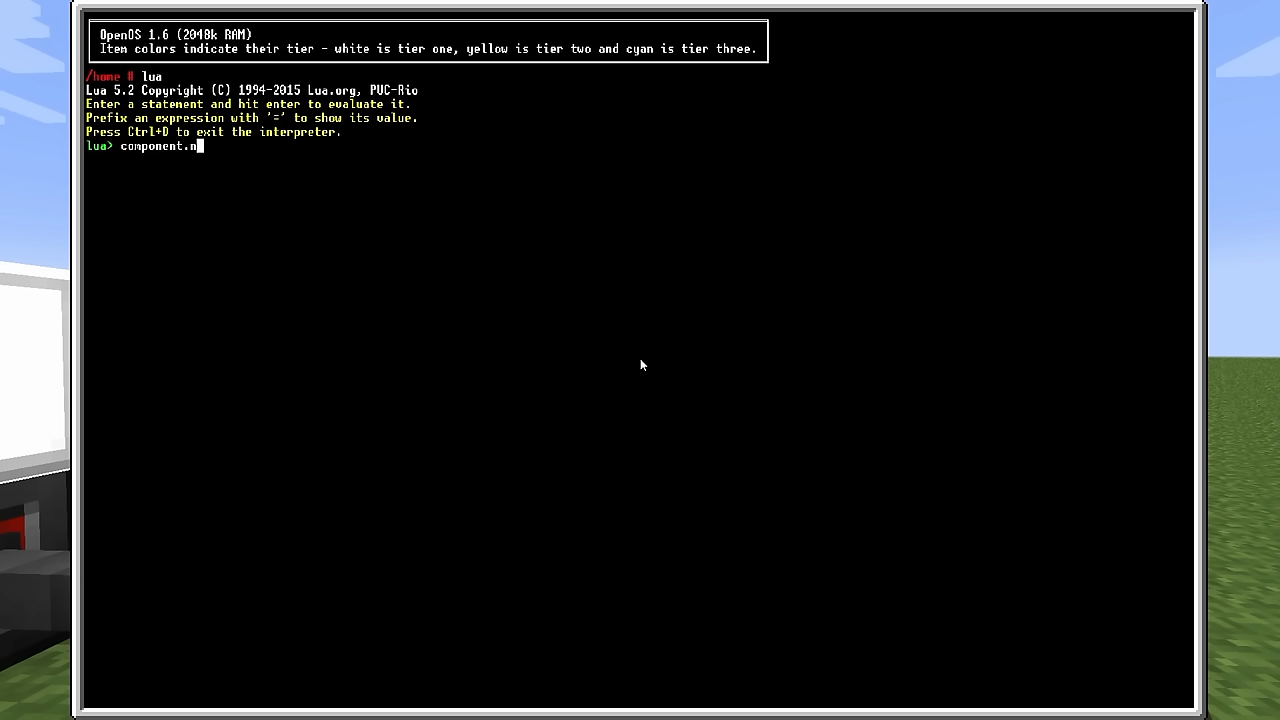 OpenOS 1.6 (2048k RAM)
Item colors indicate their tier - white is tier one, yellow is tier two and cyan is tier three.
/home # lua
Lua 5.2 Copyright (C) 1994-2015 Lua.org, PUC-Rio
Enter a statement and hit enter to evaluate it.
Prefix an expression with '=' to show its value.
Press Ctrl+D to exit the interpreter.
lua> component.n